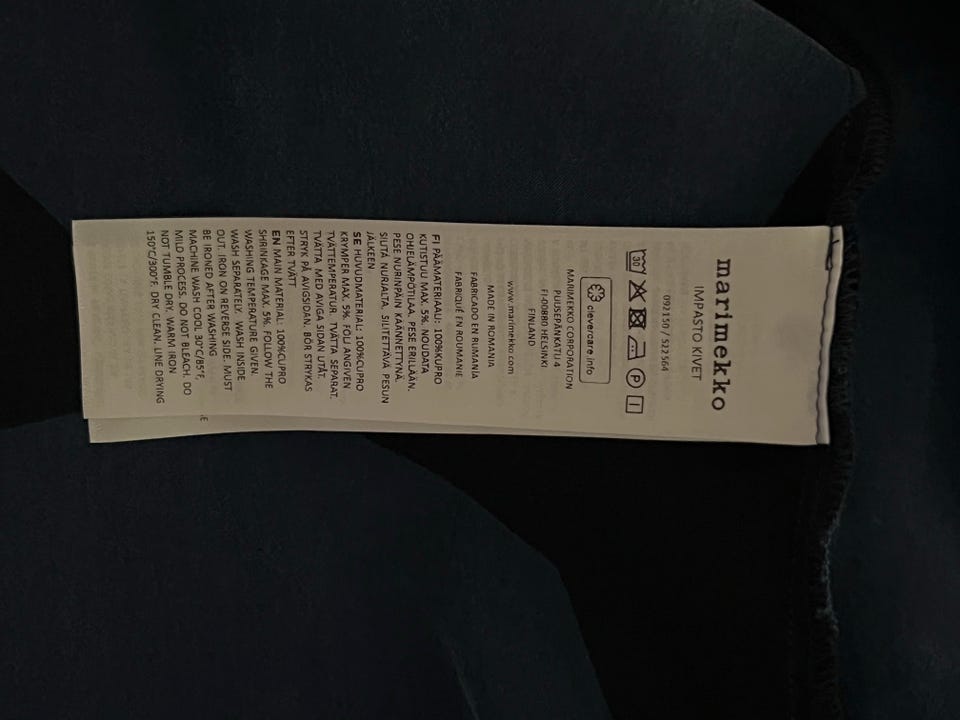 marimekko
IMPASTO KIVET
092150 / 522564
30
P
clevercare.info
MARIMEKKO CORPORATION
PUUSEPÄNKATU 4
FI-00880 HELSINKI
FINLAND
www.marimekko.com
MADE IN ROMANIA
FABRICADO EN RUMANIA
FABRIQUÉ EN ROUMANIE
FI PÄÄMATERIAALI: 100%KUPRO
KUTISTUU MAX. 5%. NOUDATA
OHJELÄMPÖTILAA. PESE ERILLÄÄN.
PESE NURINPÄIN KÄÄNNETTYNÄ.
SILITÄ NURJALTA. SILITETTÄVÄ PESUN
JÄLKEEN
SE HUVUDMATERIAL: 100%CUPRO
KRYMPER MAX. 5%. FÖLJ ANGIVEN
TVÄTTEMPERATUR. TVÄTTA SEPARAT.
TVÄTTA MED AVIGA SIDAN UTÅT.
STRYK PÅ AVIGSIDAN. BÖR STRYKAS
EFTER TVÄTT
EN MAIN MATERIAL: 100%CUPRO
SHRINKAGE MAX. 5%. FOLLOW THE
WASHING TEMPERATURE GIVEN.
WASH SEPARATELY. WASH INSIDE
OUT. IRON ON REVERSE SIDE. MUST
BE IRONED AFTER WASHING
MACHINE WASH COOL 30°C/85°F,
MILD PROCESS. DO NOT BLEACH. DO
NOT TUMBLE DRY. WARM IRON
150°C/300°F. DRY CLEAN. LINE DRYING